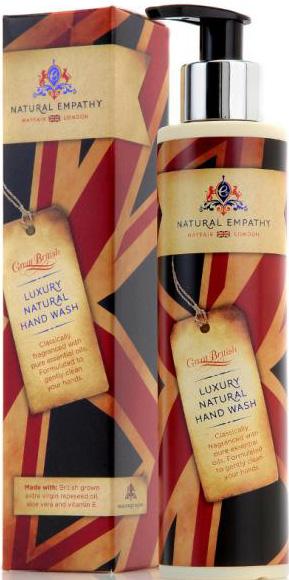 NATURAL EMPATHY
MAYFAIR LONDON
Great British
LUXURY
NATURAL
HAND WASH
Classically
fragranced with
pure essential oils.
Formulated to
gently clean
your hands.
Made with: British grown
extra virgin rapeseed oil,
aloe vera and vitamin E.
NATURAL EMPATHY
MAYFAIR LONDON
Great British
LUXURY
NATURAL
HAND WASH
Classically
fragranced with
pure essential
oils. Formulated
to gently clean
your hands.